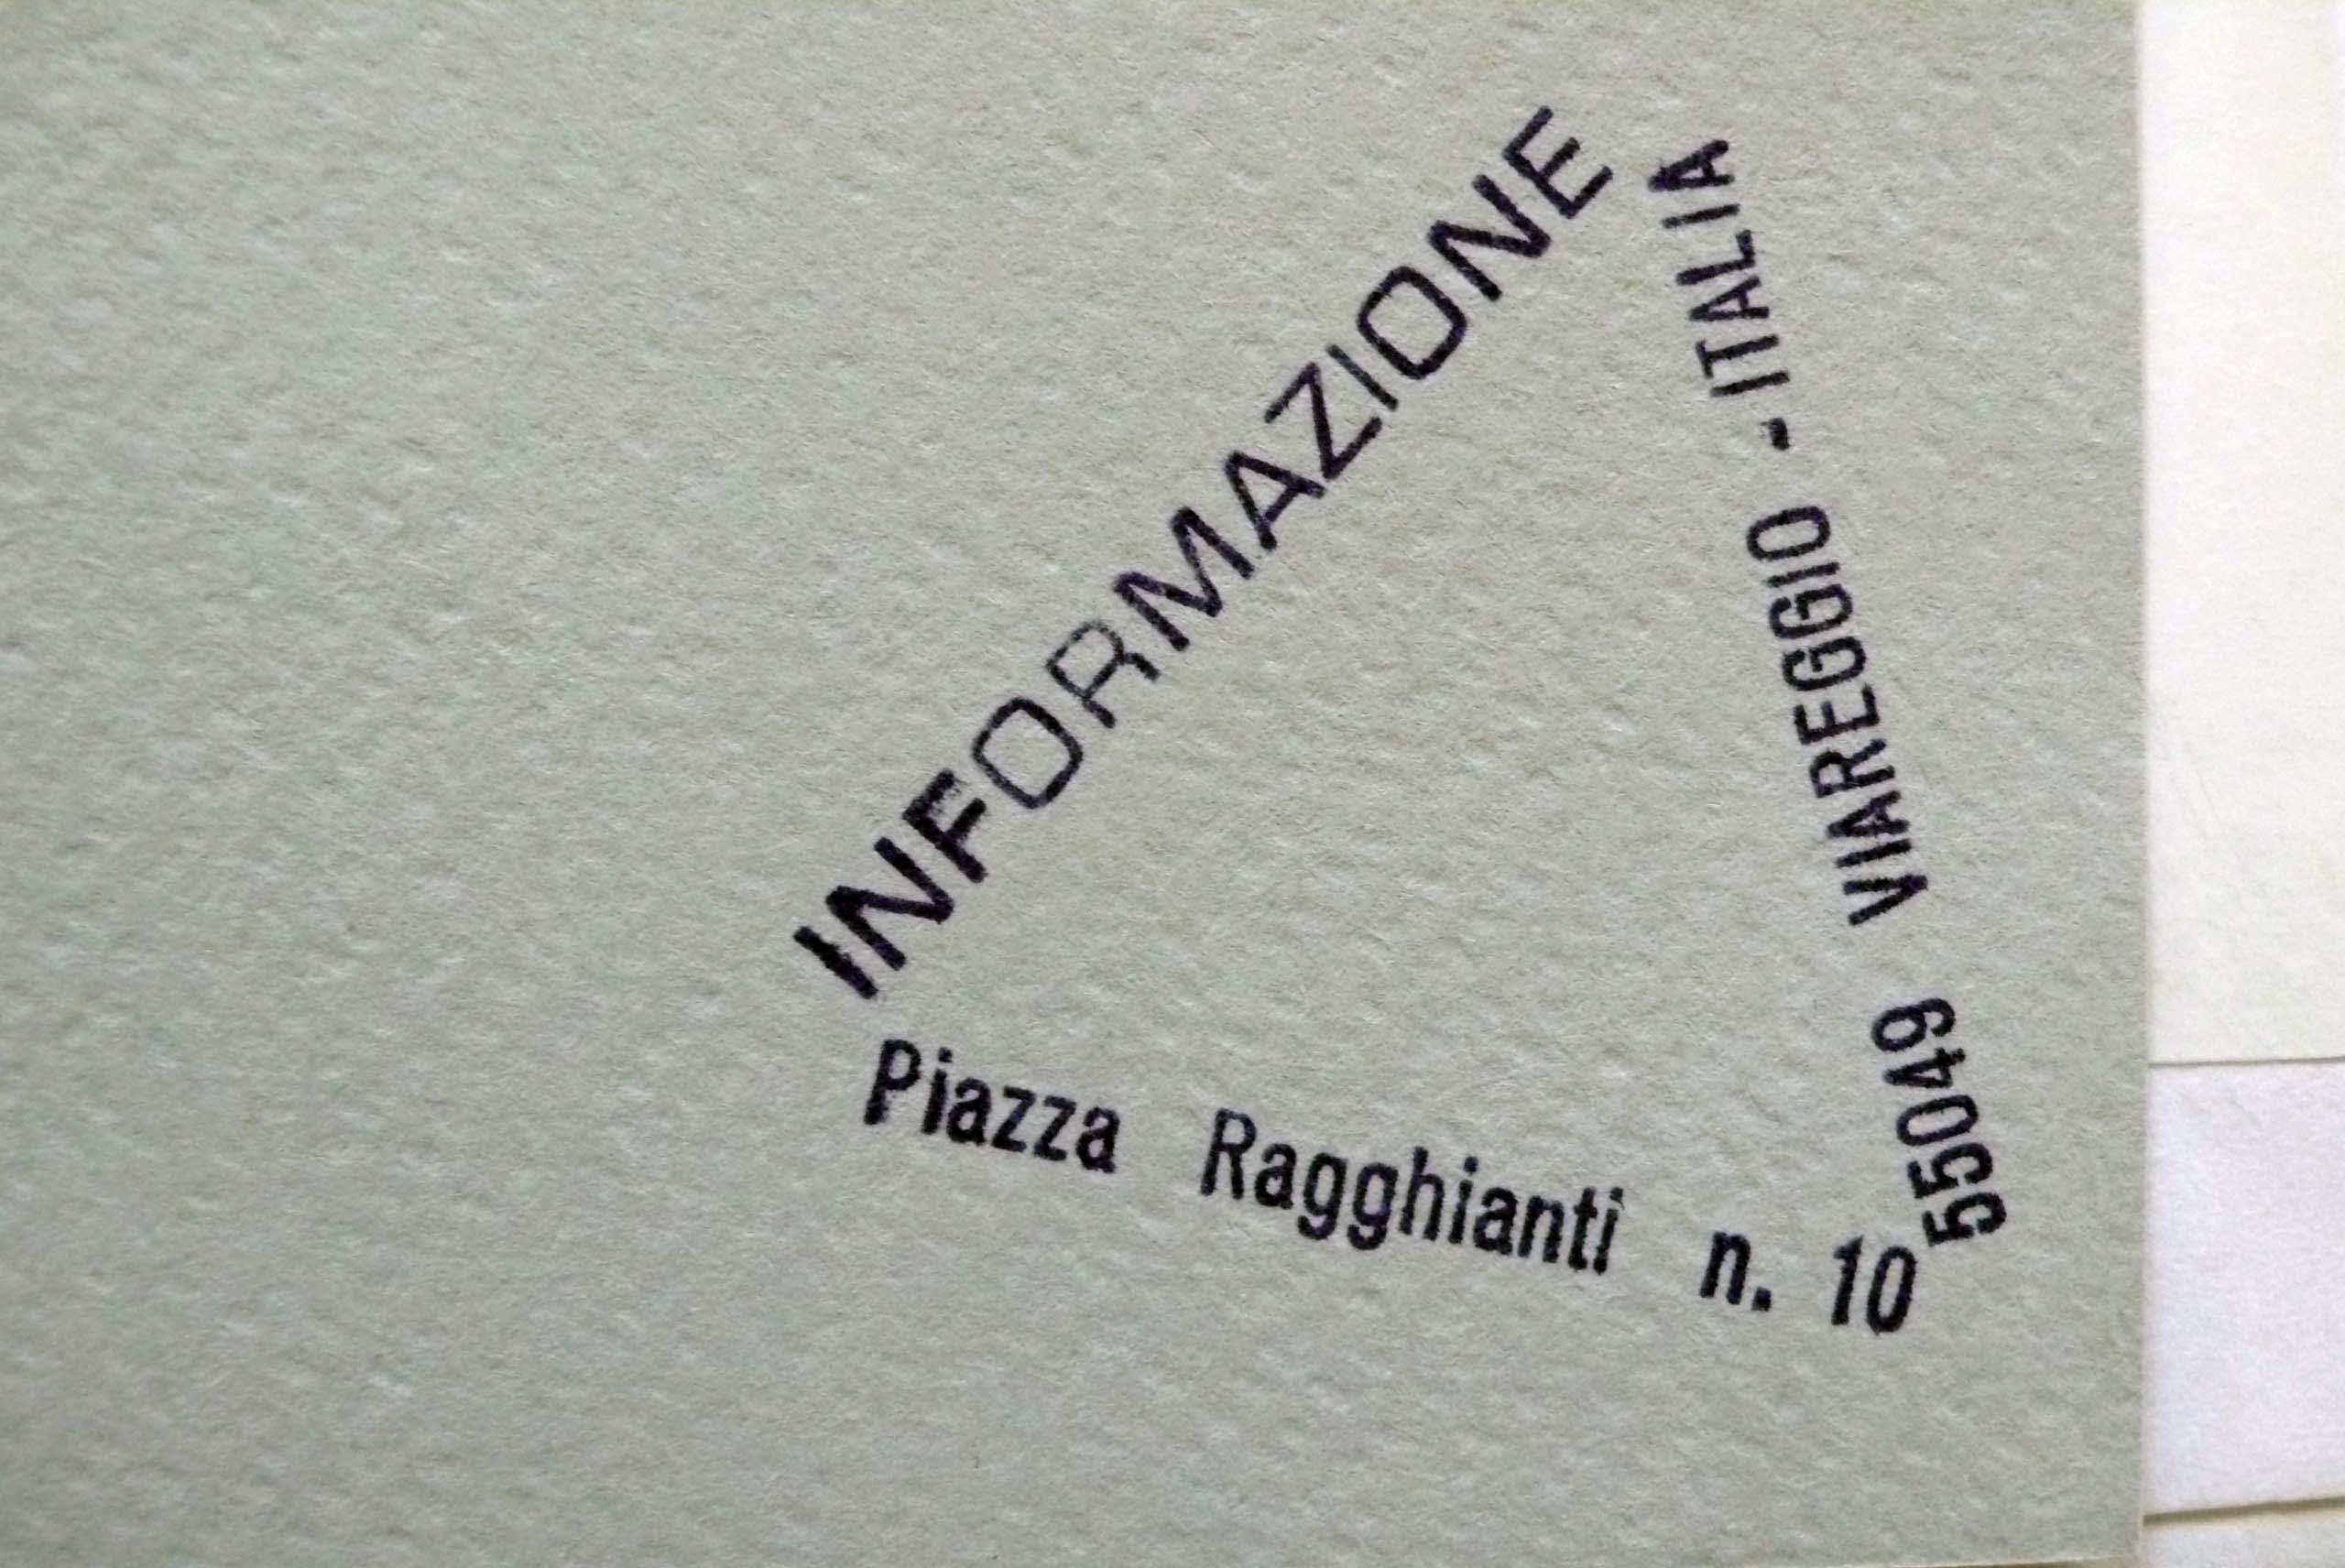 INFORMAZIONE
Piazza Ragghianti n. 10
55049 VIAREGGIO - ITALIA